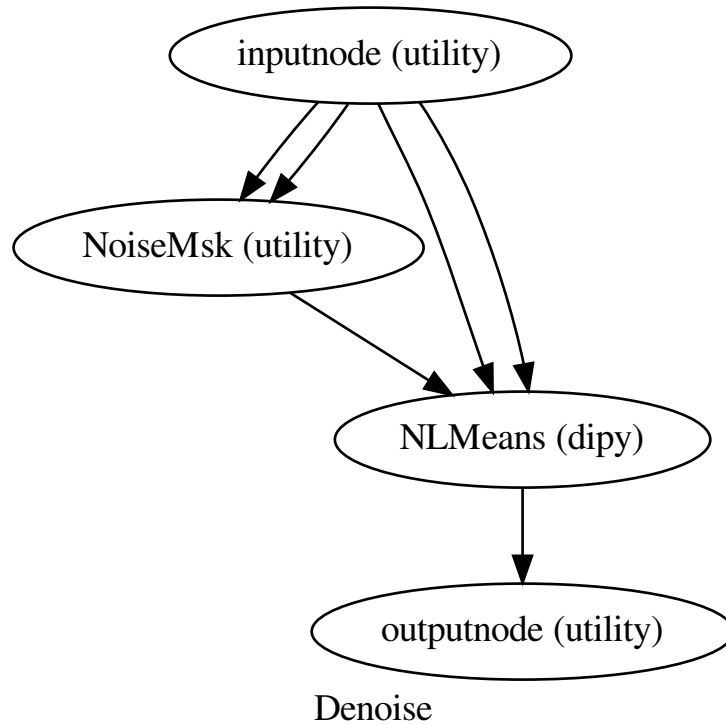 inputnode (utility)
NoiseMsk (utility)
NLMeans (dipy)
outputnode (utility)
Denoise